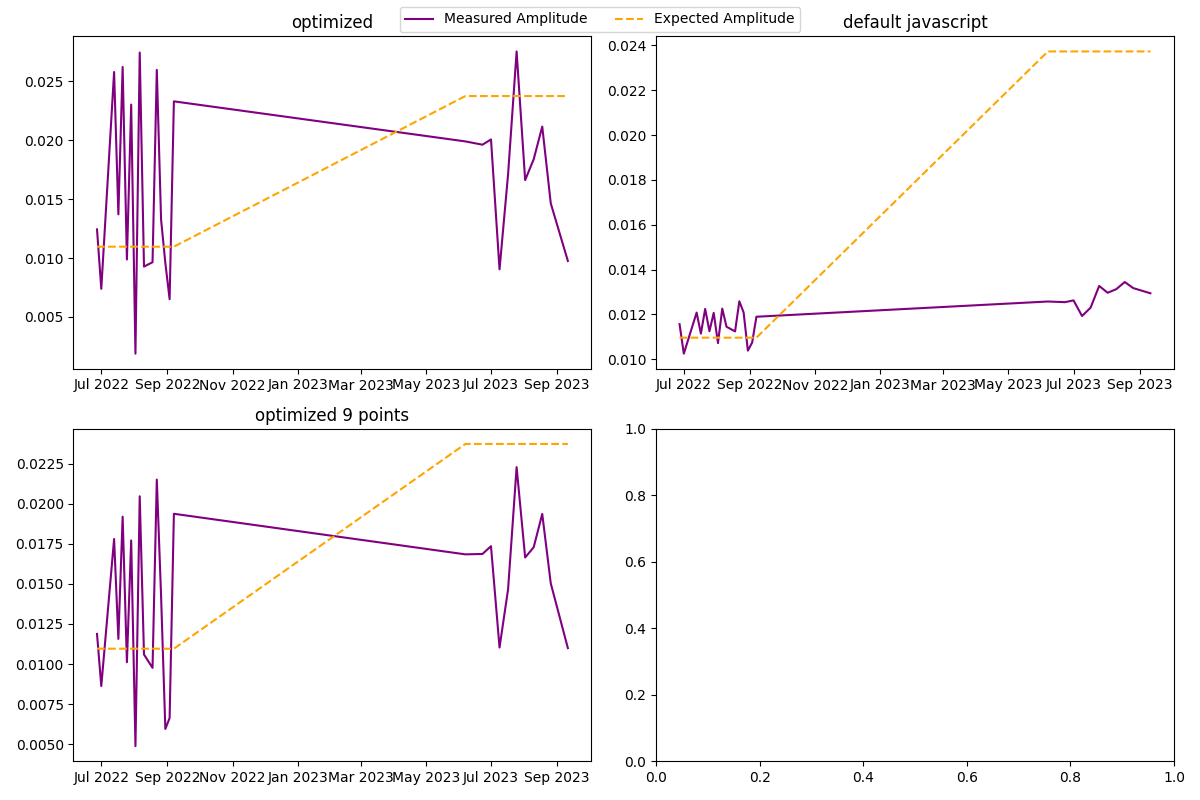 optimized
Measured Amplitude
Expected Amplitude
default javascript
0.025
0.020
0.015
0.010
0.005
Jul 2022
Sep 2022
Nov 2022
Jan 2023
Mar 2023
May 2023
Jul 2023
Sep 2023
0.024
0.022
0.020
0.018
0.016
0.014
0.012
0.010
Jul 2022
Sep 2022
Nov 2022
Jan 2023
Mar 2023
May 2023
Jul 2023
Sep 2023
optimized 9 points
0.0225
0.0200
0.0175
0.0150
0.0125
0.0100
0.0075
0.0050
Jul 2022
Sep 2022
Nov 2022
Jan 2023
Mar 2023
May 2023
Jul 2023
Sep 2023
1.0
0.8
0.6
0.4
0.2
0.0
0.0
0.2
0.4
0.6
0.8
1.0